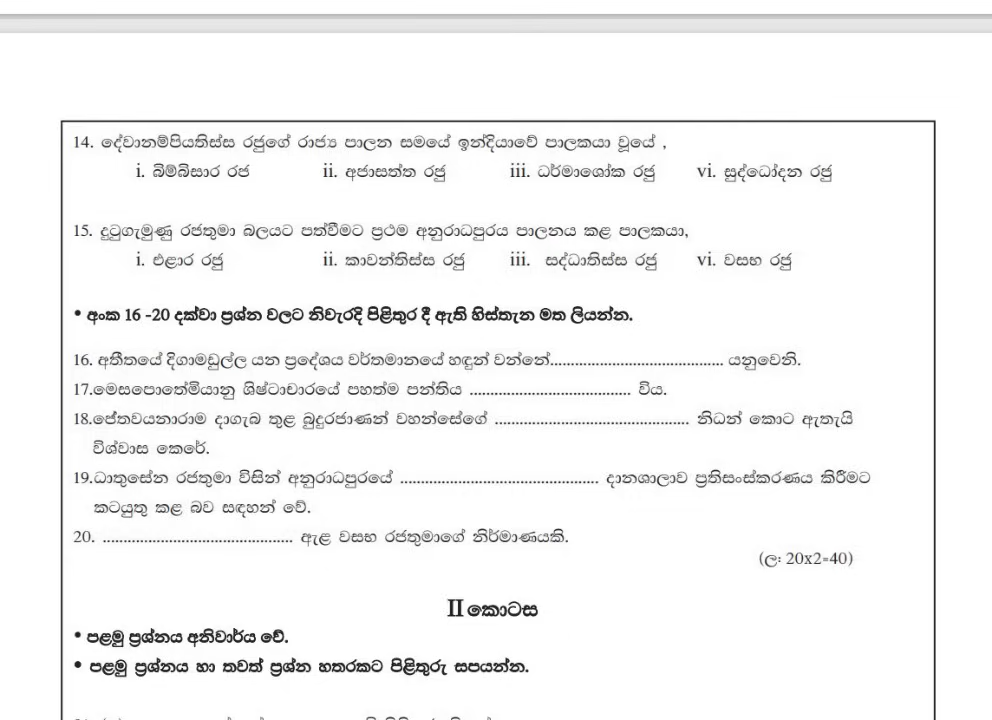 14. දේවානම්පියතිස්ස රජුගේ රාජ්‍ය පාලන සමයේ ඉන්දියාවේ පාලකයා වූයේ ,
i. බිම්බිසාර රජ ii. අජාසත්ත රජු iii. ධර්මාශෝක රජු vi. සුද්ධෝදන රජු
15. දුටුගැමුණු රජතුමා බලයට පත්වීමට ප්‍රථම අනුරාධපුරය පාලනය කළ පාලකයා,
i. එළාර රජු ii. කාවන්තිස්ස රජු iii. සද්ධාතිස්ස රජු vi. වසභ රජු
• අංක 16 -20 දක්වා ප්‍රශ්න වලට නිවැරදි පිළිතුර දී ඇති හිස්තැන මත ලියන්න.
16. අතීතයේ දිගාමඩුල්ල යන ප්‍රදේශය වර්තමානයේ හඳුන් වන්නේ........................................... යනුවෙනි.
17.මෙසපොතේමියානු ශිෂ්ටාචාරයේ පහත්ම පන්තිය ........................................ විය.
18.ජේතවයනාරාම දාගැබ තුළ බුදුරජාණන් වහන්සේගේ ................................................ නිධන් කොට ඇතැයි
විශ්වාස කෙරේ.
19.ධාතුසේන රජතුමා විසින් අනුරාධපුරයේ ................................................. දානශාලාව ප්‍රතිසංස්කරණය කිරීමට
කටයුතු කළ බව සඳහන් වේ.
20. ............................................... ඇළ වසභ රජතුමාගේ නිර්මාණයකි.
(ල: 20x2=40)
II කොටස
• පළමු ප්‍රශ්නය අනිවාර්ය වේ.
• පළමු ප්‍රශ්නය හා තවත් ප්‍රශ්න හතරකට පිළිතුරු සපයන්න.